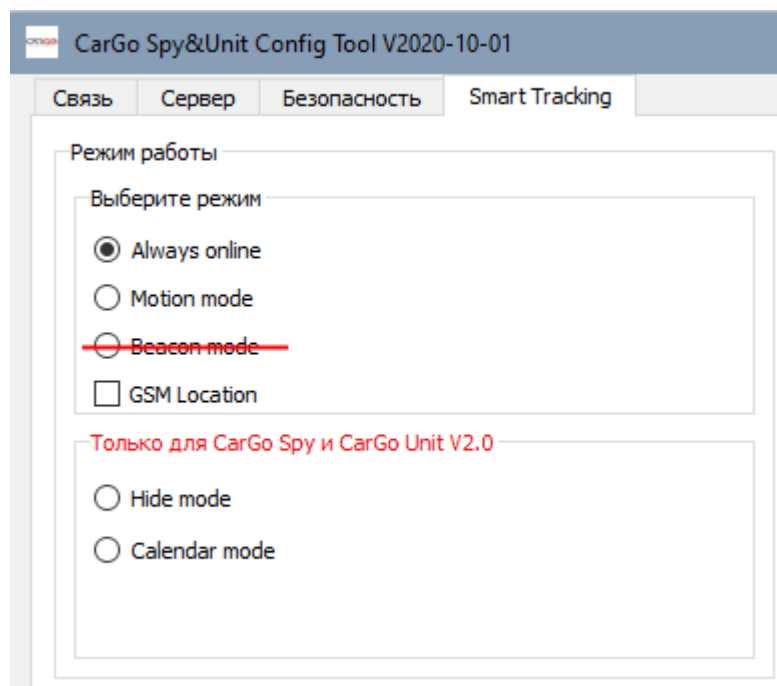 CarGo Spy&Unit Config Tool V2020-10-01
Связь Сервер Безопасность Smart Tracking
Режим работы
Выберите режим
Always online
Motion mode
Beacon mode
GSM Location
Только для CarGo Spy и CarGo Unit V2.0
Hide mode
Calendar mode